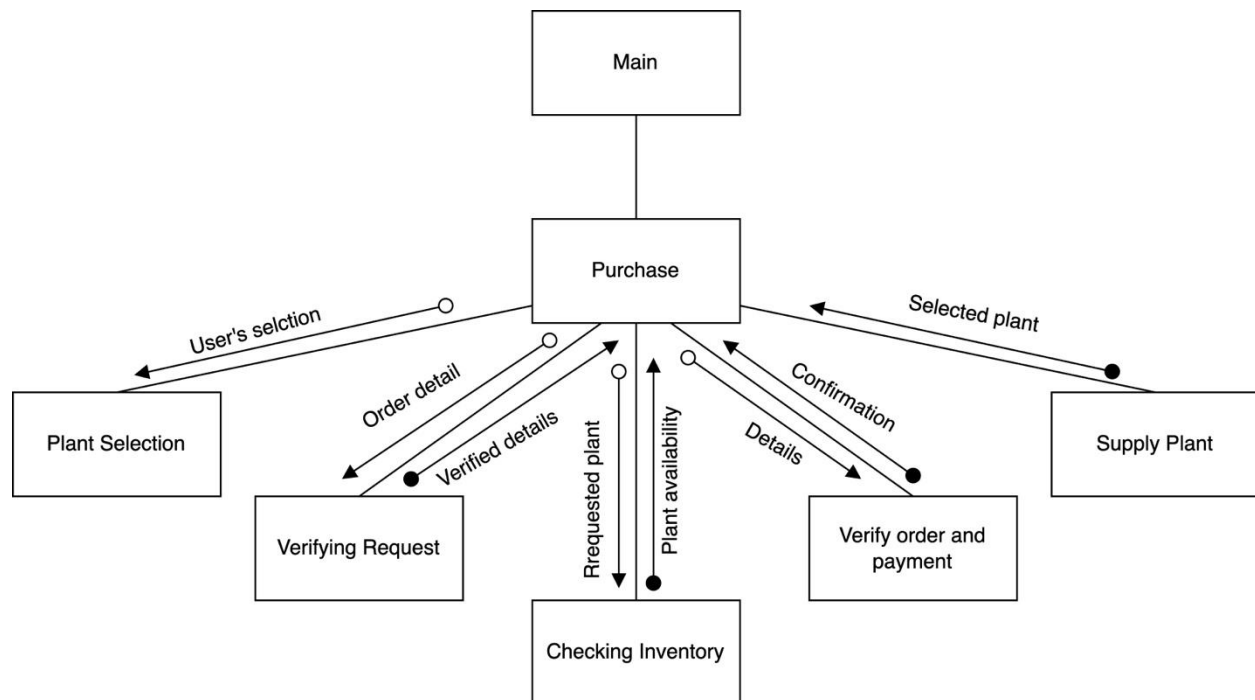 Main
Purchase
User's selction
Selected plant
Order detail
Verified details
Rrequested plant
Plant availability
Details
Confirmation
Plant Selection
Supply Plant
Verifying Request
Verify order and
payment
Checking Inventory